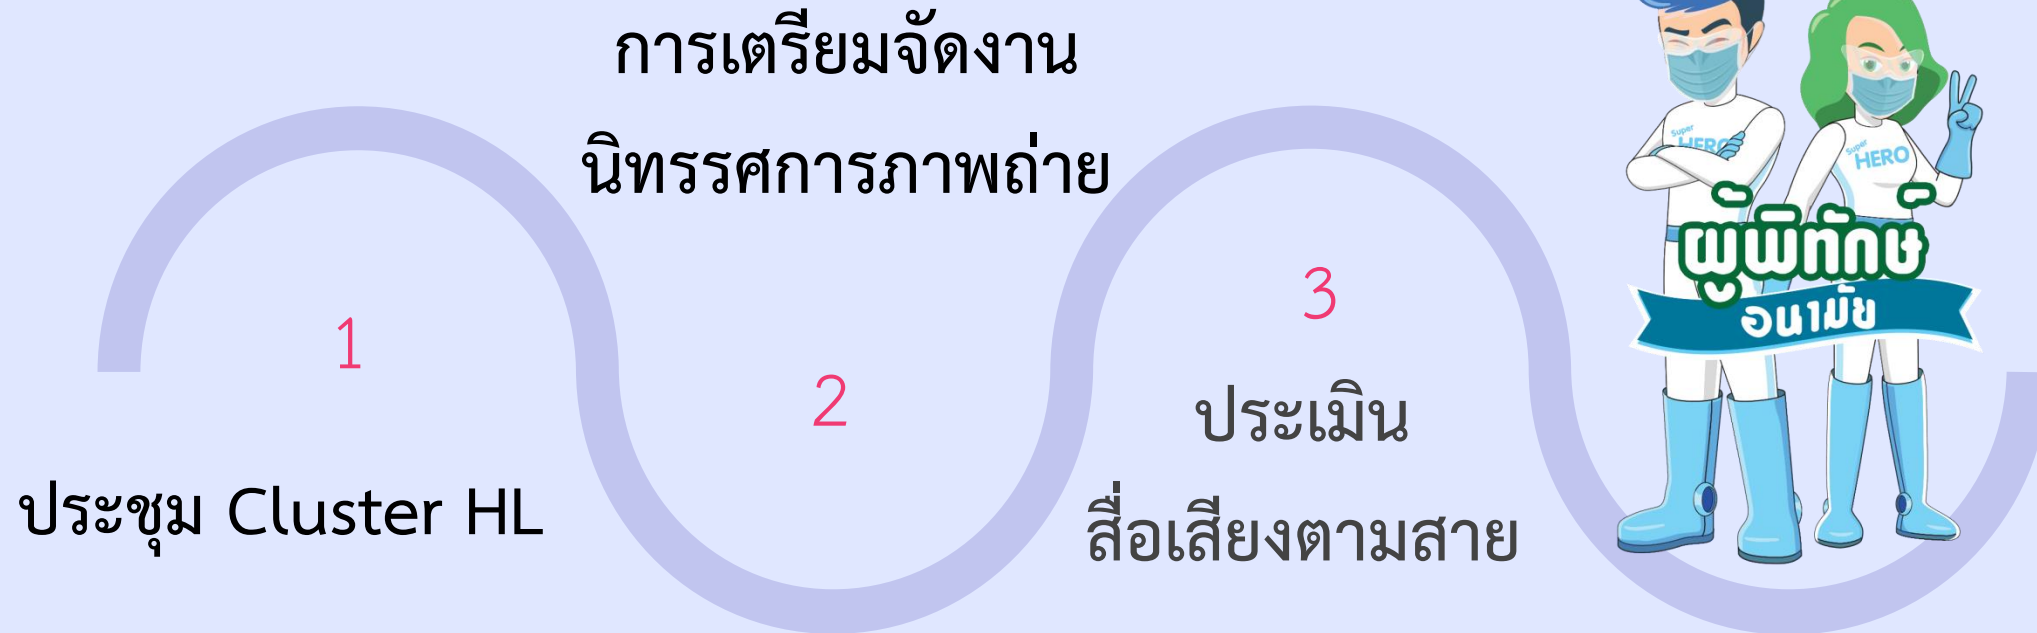 การเตรียมจัดงาน
นิทรรศการภาพถ่าย
1
ประชุม Cluster HL
2
3
ประเมิน
สื่อเสียงตามสาย
Super
HERO
Super
HERO
ผู้พิทักษ์
อนามัย